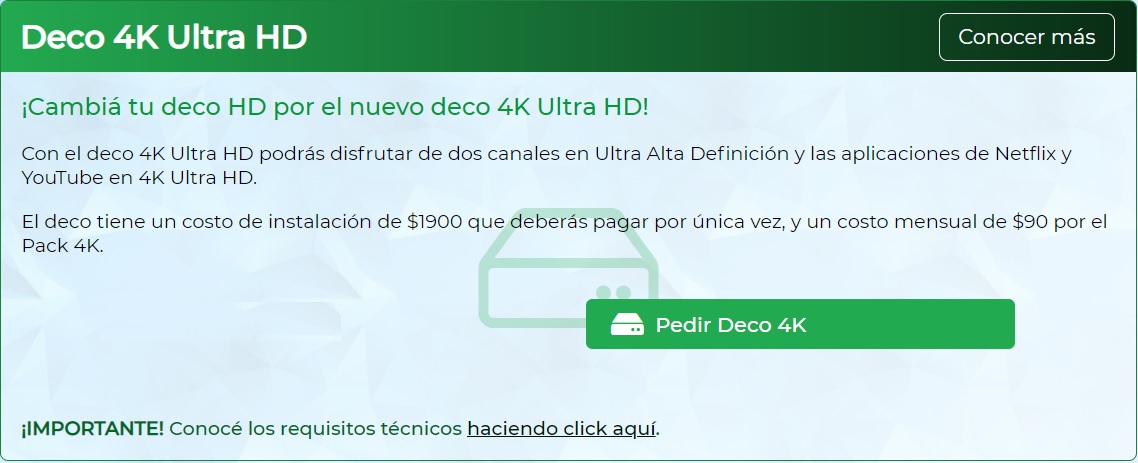 Deco 4K Ultra HD
Conocer más
¡Cambiá tu deco HD por el nuevo deco 4K Ultra HD!
Con el deco 4K Ultra HD podrás disfrutar de dos canales en Ultra Alta Definición y las aplicaciones de Netflix y
YouTube en 4K Ultra HD.
El deco tiene un costo de instalación de $1900 que deberás pagar por única vez, y un costo mensual de $90 por el
Pack 4K.
Pedir Deco 4K
¡IMPORTANTE! Conocé los requisitos técnicos haciendo click aquí.